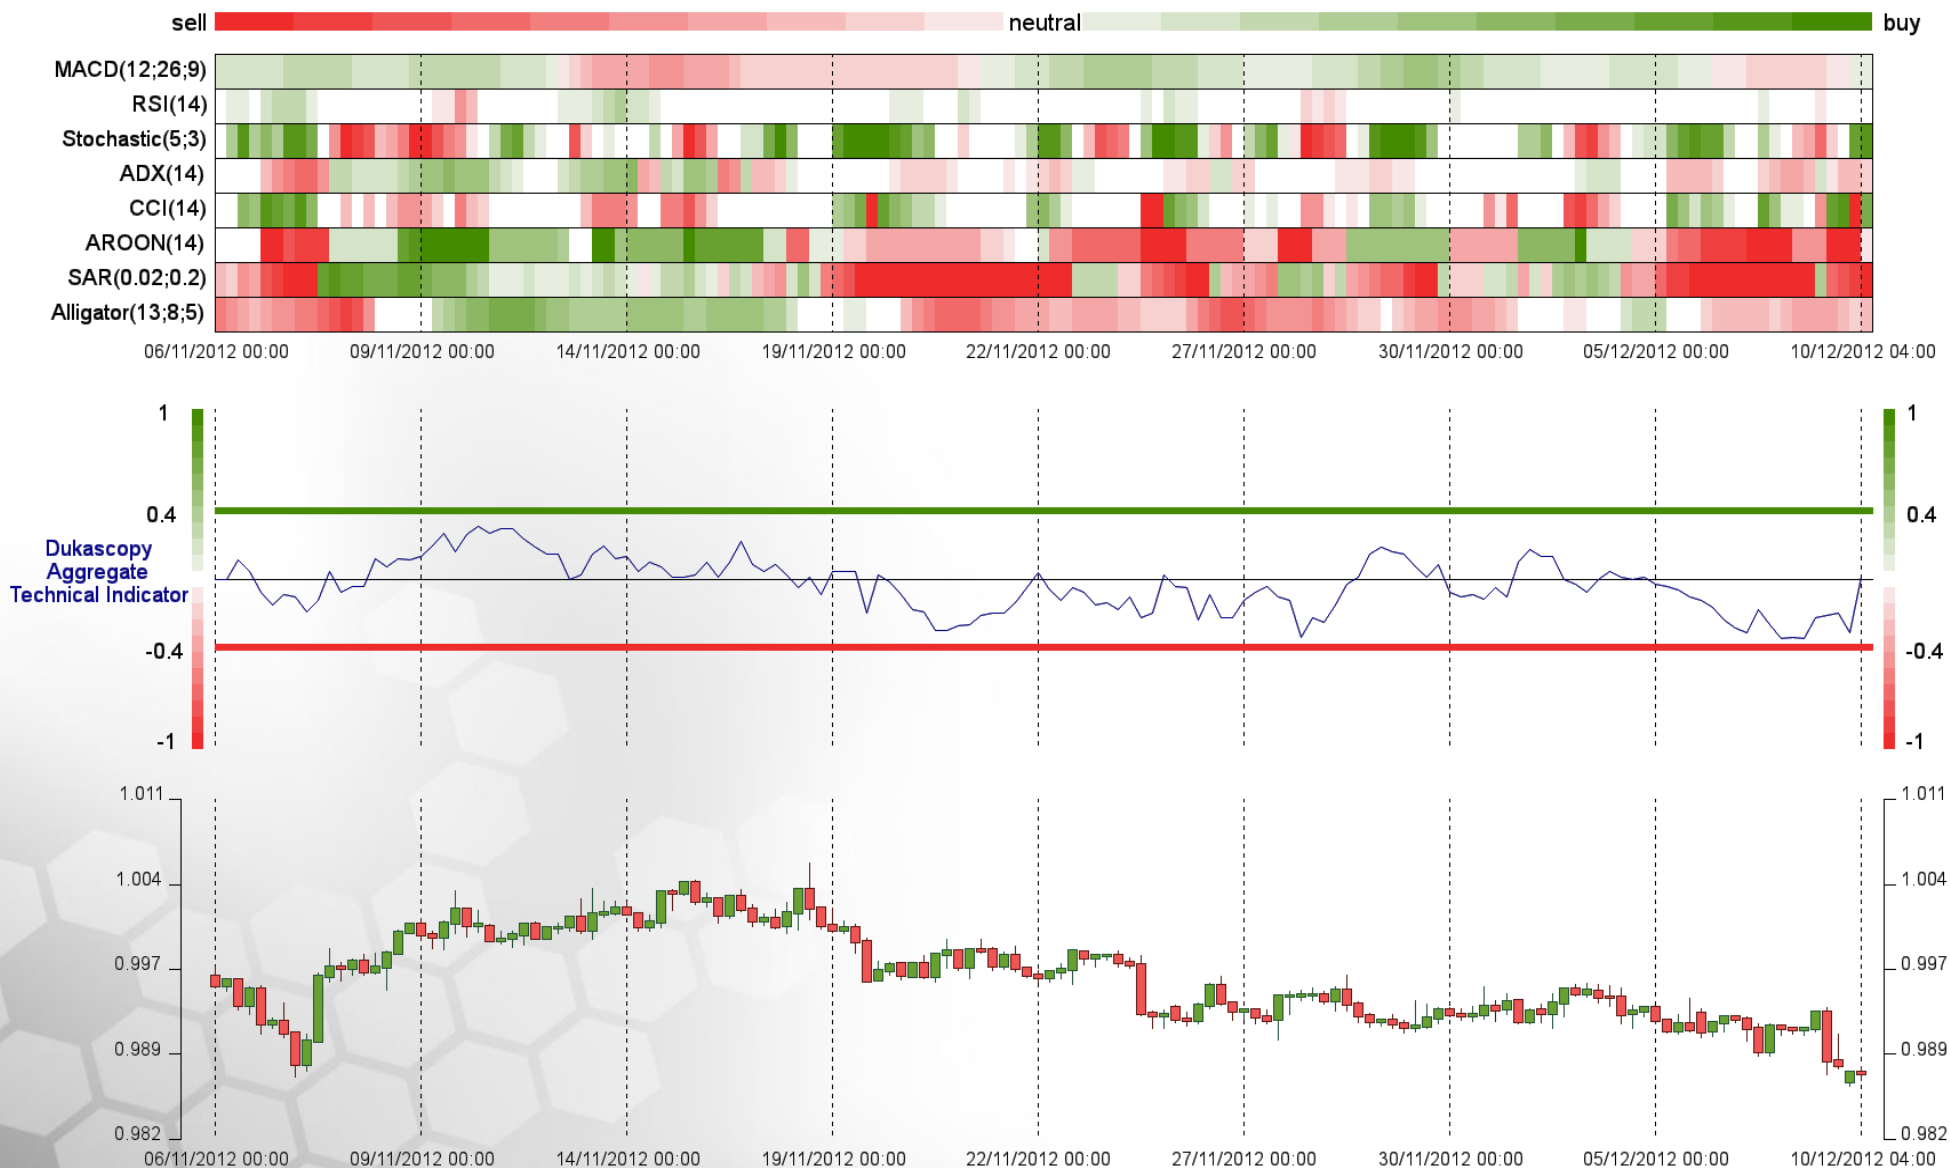 sell neutral buy
MACD(12;26;9)
RSI(14)
Stochastic(5;3)
ADX(14)
CCI(14)
AROON(14)
SAR(0.02;0.2)
Alligator(13;8;5)
06/11/2012 00:00 09/11/2012 00:00 14/11/2012 00:00 19/11/2012 00:00 22/11/2012 00:00 27/11/2012 00:00 30/11/2012 00:00 05/12/2012 00:00 10/12/2012 04:00
1 1
0.4 0.4
Dukascopy
Aggregate
Technical Indicator
-0.4 -0.4
-1 -1
1.011 1.011
1.004 1.004
0.997 0.997
0.989 0.989
0.982 0.982
06/11/2012 00:00 09/11/2012 00:00 14/11/2012 00:00 19/11/2012 00:00 22/11/2012 00:00 27/11/2012 00:00 30/11/2012 00:00 05/12/2012 00:00 10/12/2012 04:00